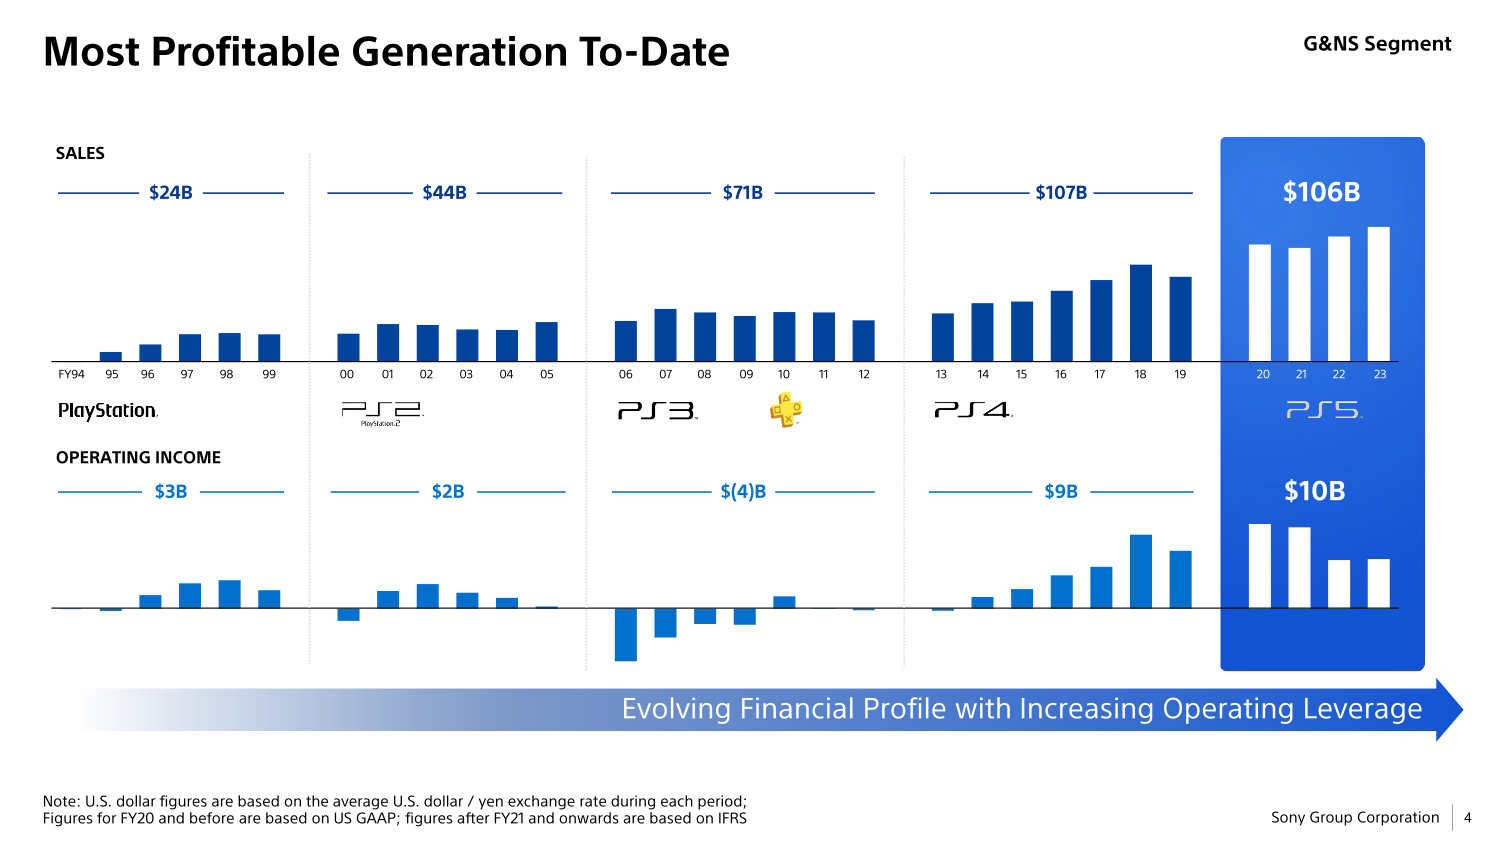 Most Profitable Generation To-Date
G&NS Segment
SALES
$24B
$44B
$71B
$107B
$106B
FY94 95 96 97 98 99 00 01 02 03 04 05 06 07 08 09 10 11 12 13 14 15 16 17 18 19 20 21 22 23
PlayStation.
PS2
PlayStation.2
PS3
PS4
PS5
OPERATING INCOME
$3B
$2B
$(4)B
$9B
$10B
Evolving Financial Profile with Increasing Operating Leverage
Note: U.S. dollar figures are based on the average U.S. dollar / yen exchange rate during each period;
Figures for FY20 and before are based on US GAAP; figures after FY21 and onwards are based on IFRS
Sony Group Corporation 4